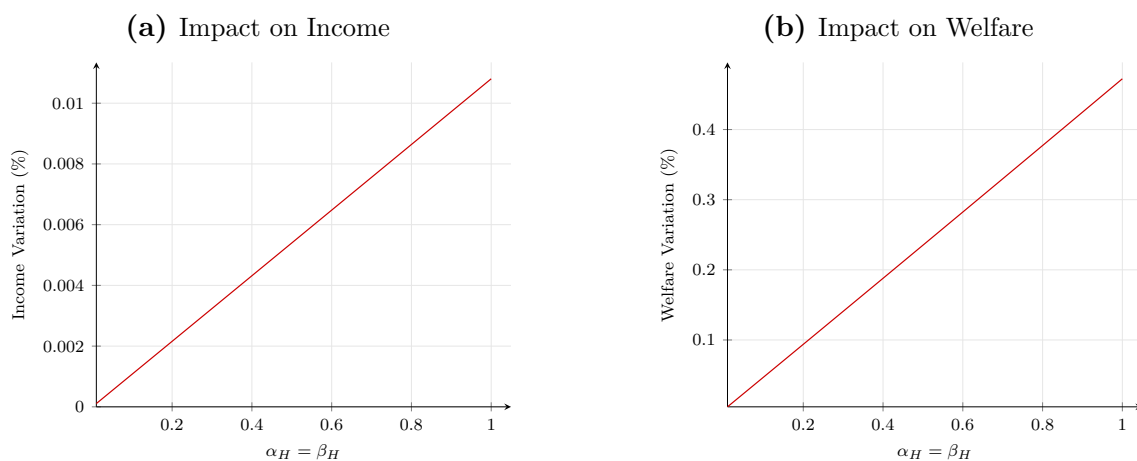 (a) Impact on Income
0.01
0.008
0.006
0.004
0.002
0
Income Variation (%)
0.2 0.4 0.6 0.8 1
α_H = β_H
(b) Impact on Welfare
0.4
0.3
0.2
0.1
Welfare Variation (%)
0.2 0.4 0.6 0.8 1
α_H = β_H